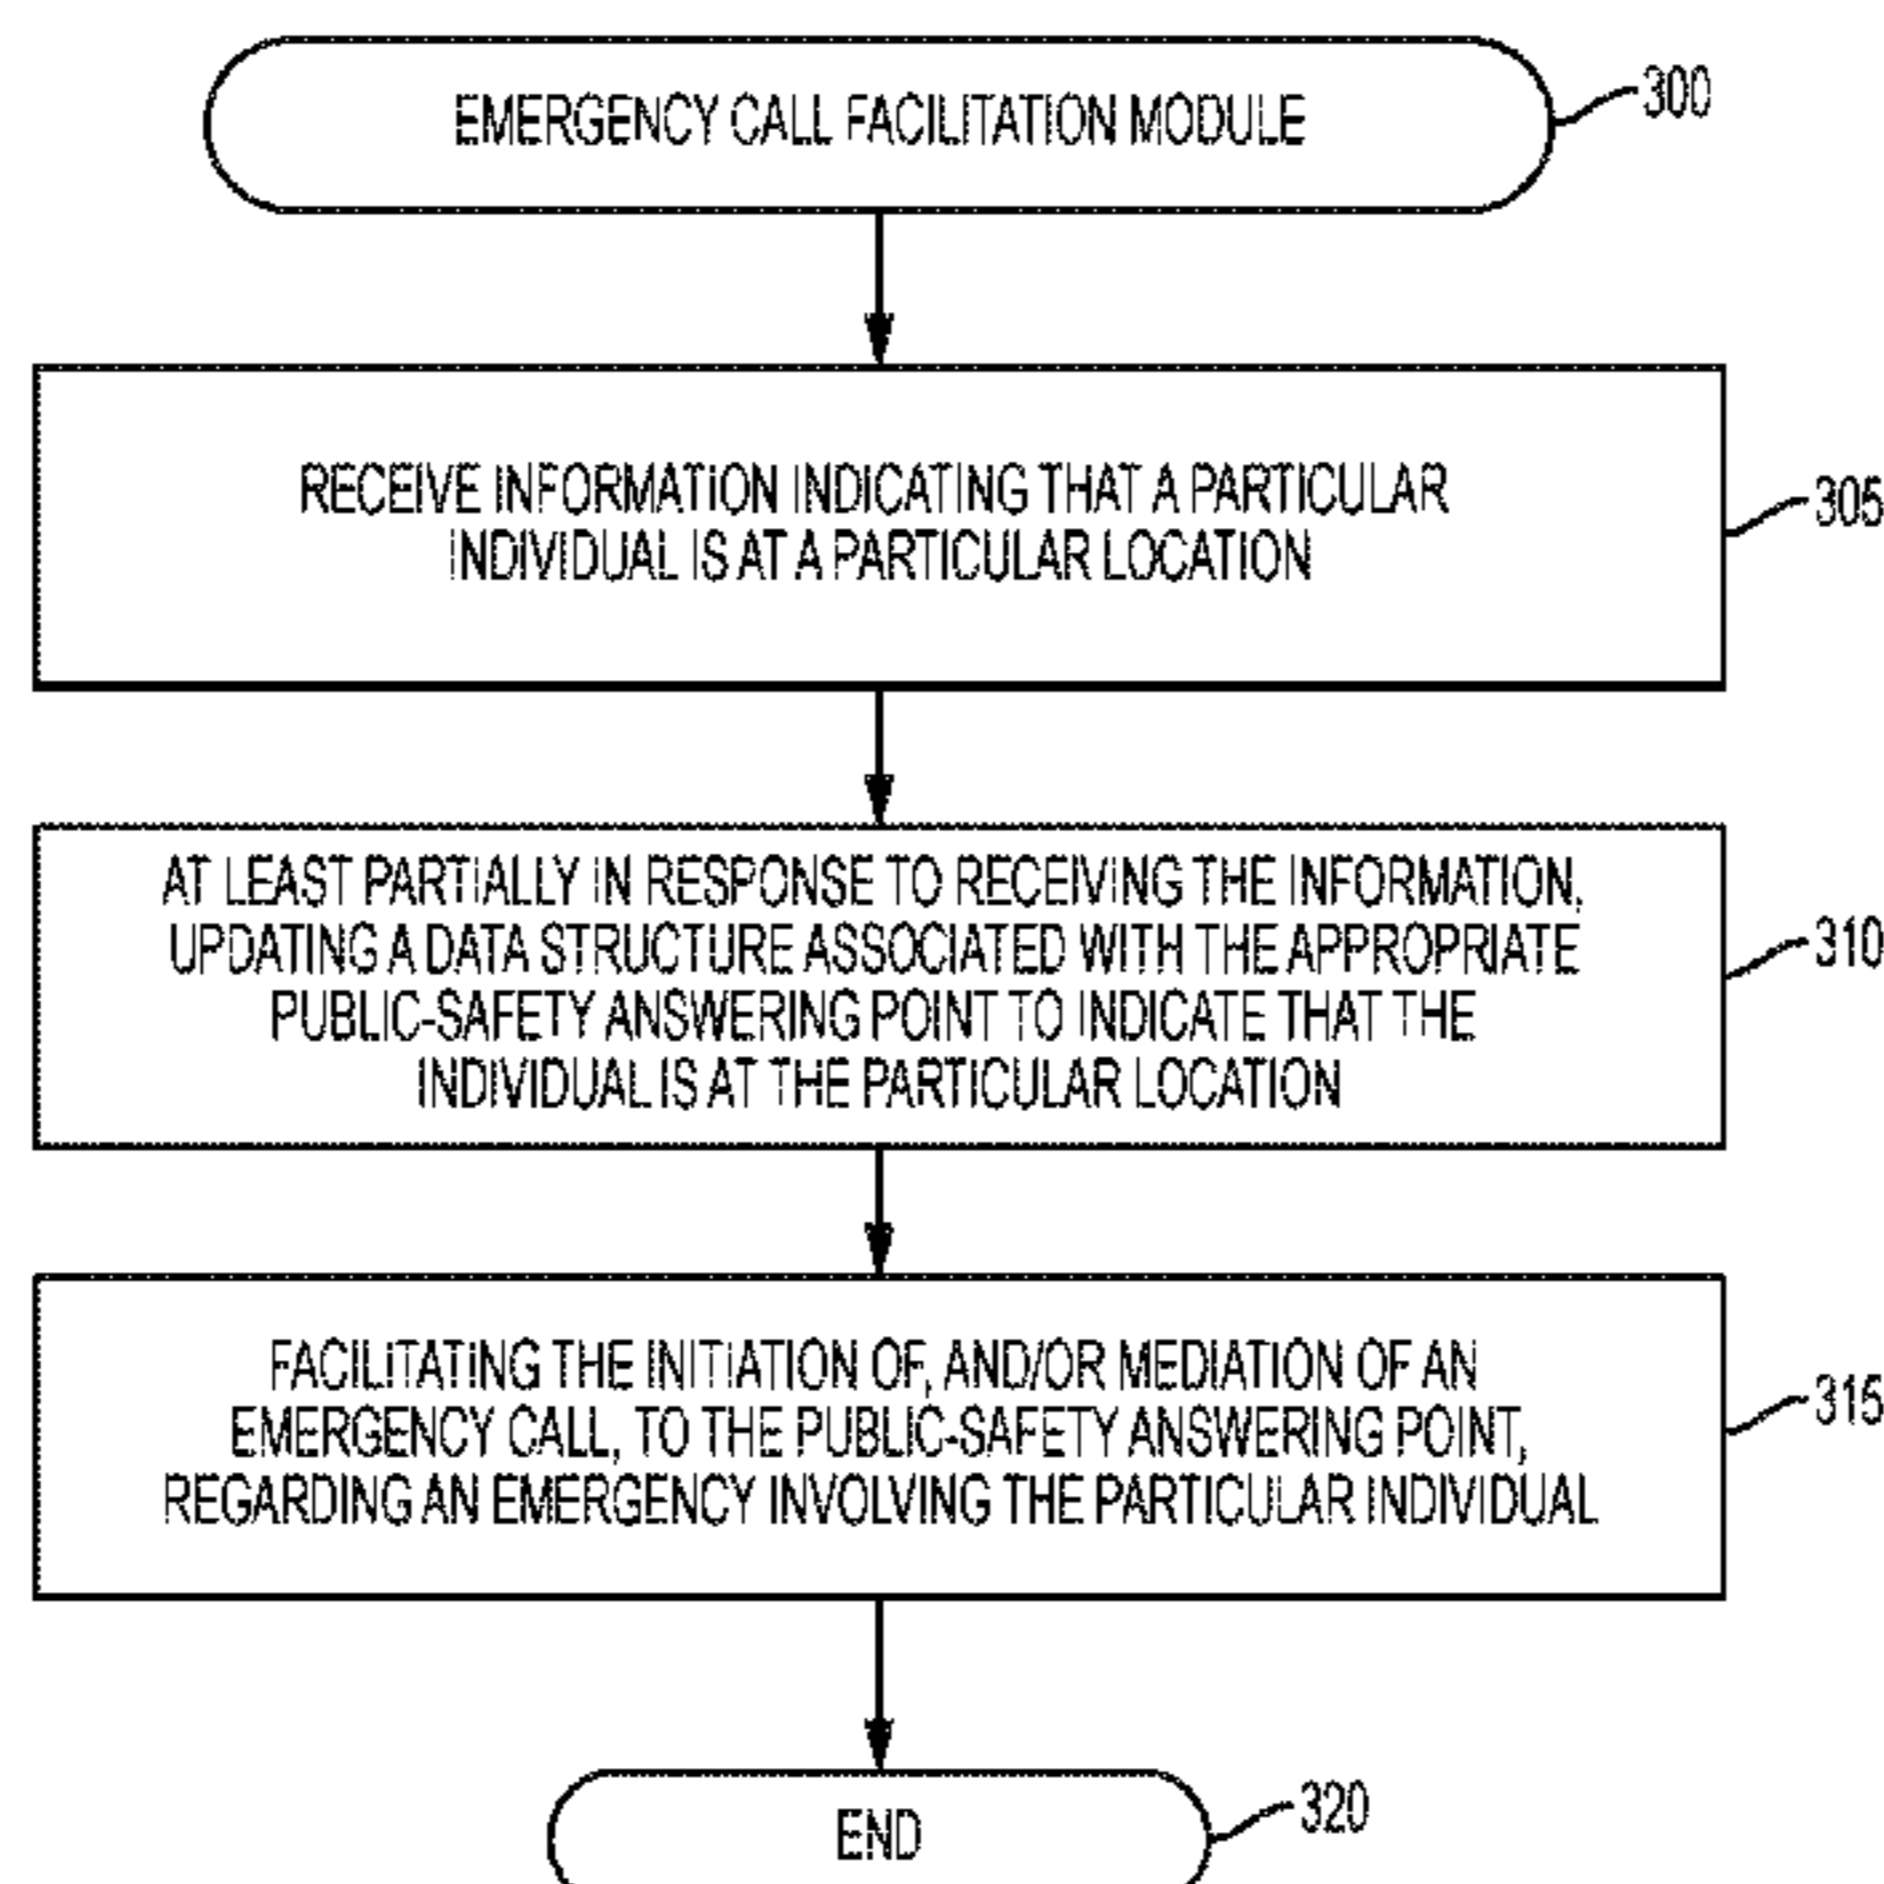 EMERGENCY CALL FACILITATION MODULE
300
RECEIVE INFORMATION INDICATING THAT A PARTICULAR
INDIVIDUAL IS AT A PARTICULAR LOCATION
305
AT LEAST PARTIALLY IN RESPONSE TO RECEIVING THE INFORMATION,
UPDATING A DATA STRUCTURE ASSOCIATED WITH THE APPROPRIATE
PUBLIC-SAFETY ANSWERING POINT TO INDICATE THAT THE
INDIVIDUAL IS AT THE PARTICULAR LOCATION
310
FACILITATING THE INITIATION OF, AND/OR MEDIATION OF AN
EMERGENCY CALL, TO THE PUBLIC-SAFETY ANSWERING POINT,
REGARDING AN EMERGENCY INVOLVING THE PARTICULAR INDIVIDUAL
315
END
320